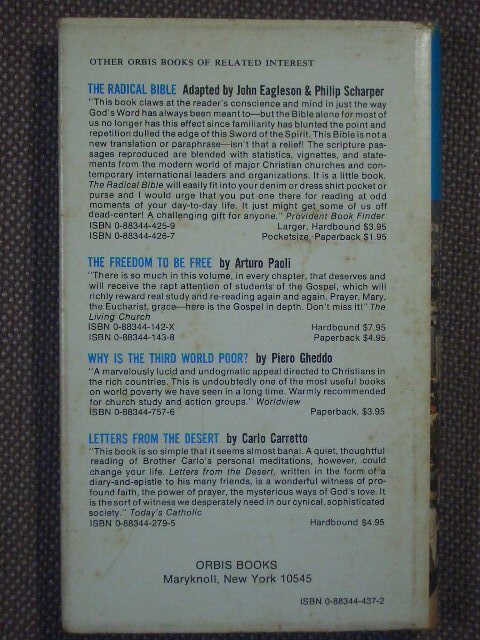 OTHER ORBIS BOOKS OF RELATED INTEREST
THE RADICAL BIBLE Adapted by John Eagleson & Philip Scharper
"This book claws at the reader's conscience and mind in just the way
God's Word has always been meant to—but the Bible alone for most of
us no longer has this effect since familiarity has blunted the point and
repetition dulled the edge of this Sword of the Spirit. This Bible is not a
new translation or paraphrase—isn't that a relief! The scripture pas-
sages reproduced are blended with statistics, vignettes, and state-
ments from the modern world of major Christian churches and con-
temporary international leaders and organizations. It is a little book.
The Radical Bible will easily fit into your denim or dress shirt pocket or
purse and I would urge that you put one there for reading at odd
moments of your day-to-day life. It just might get some of us off
dead-center! A challenging gift for anyone." Provident Book Finder
ISBN 0-88344-425-9 Larger, Hardbound $3.95
ISBN 0-88344-426-7 Pocketsize, Paperback $1.95
THE FREEDOM TO BE FREE by Arturo Paoli
"There is so much in this volume, in every chapter, that deserves and
will receive the rapt attention of students of the Gospel, which will
richly reward real study and re-reading again and again. Prayer, Mary,
the Eucharist, grace—here is the Gospel in depth. Don't miss it!" The
Living Church
ISBN 0-88344-142-X Hardbound $7.95
ISBN 0-88344-143-8 Paperback $4.95
WHY IS THE THIRD WORLD POOR? by Piero Gheddo
"A marvelously lucid and undogmatic appeal directed to Christians in
the rich countries. This is undoubtedly one of the most useful books
on world poverty we have seen in a long time. Warmly recommended
for church study and action groups." Worldview
ISBN 0-88344-757-6 Paperback, $3.95
LETTERS FROM THE DESERT by Carlo Carretto
"This book is so simple that it seems almost banal. A quiet, thoughtful
reading of Brother Carlo's personal meditations, however, could
change your life. Letters from the Desert, written in the form of a
diary-and-epistle to his many friends, is a wonderful witness of pro-
found faith, the power of prayer, the mysterious ways of God's love. It
is the sort of witness we desperately need in our cynical, sophisticated
society." Today's Catholic
ISBN 0-88344-279-5 Hardbound $4.95
ORBIS BOOKS
Maryknoll, New York 10545
ISBN 0-88344-437-2